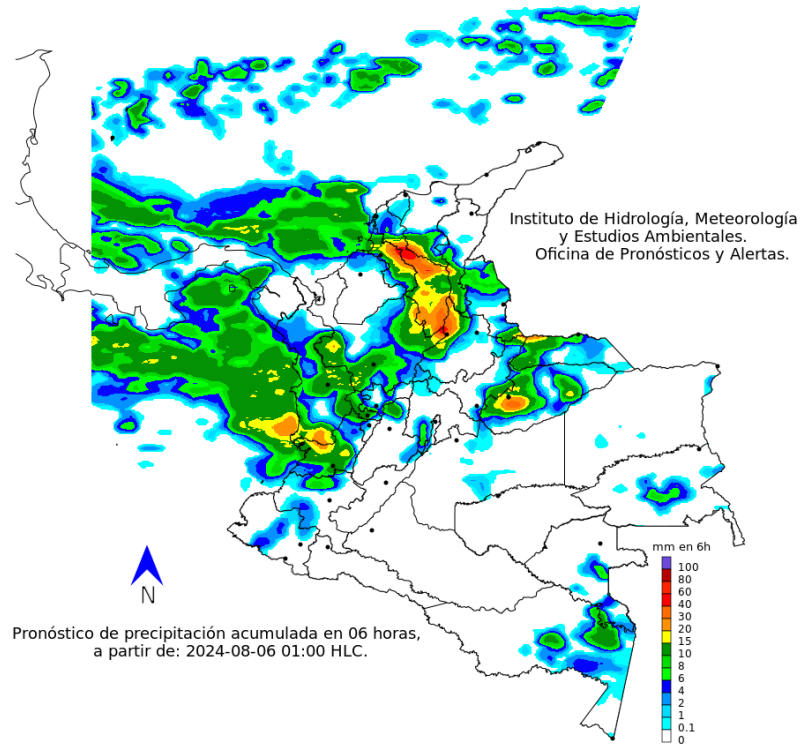 Instituto de Hidrología, Meteorología
y Estudios Ambientales.
Oficina de Pronósticos y Alertas.
mm en 6h
100
80
60
40
30
20
15
10
8
6
4
2
1
0.1
0
N
Pronóstico de precipitación acumulada en 06 horas,
a partir de: 2024-08-06 01:00 HLC.